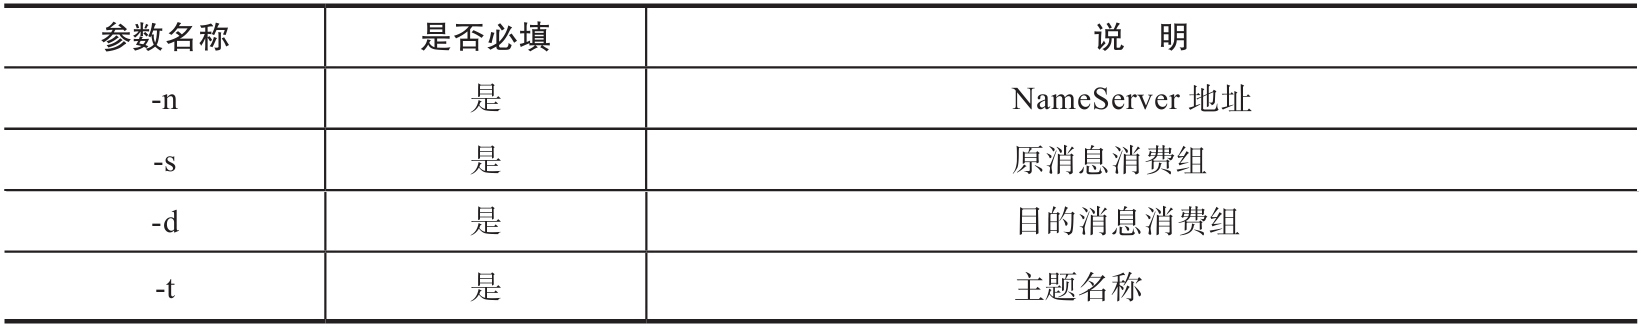 参数名称 是否必填 说 明
-n 是 NameServer 地址
-s 是 原消息消费组
-d 是 目的消息消费组
-t 是 主题名称